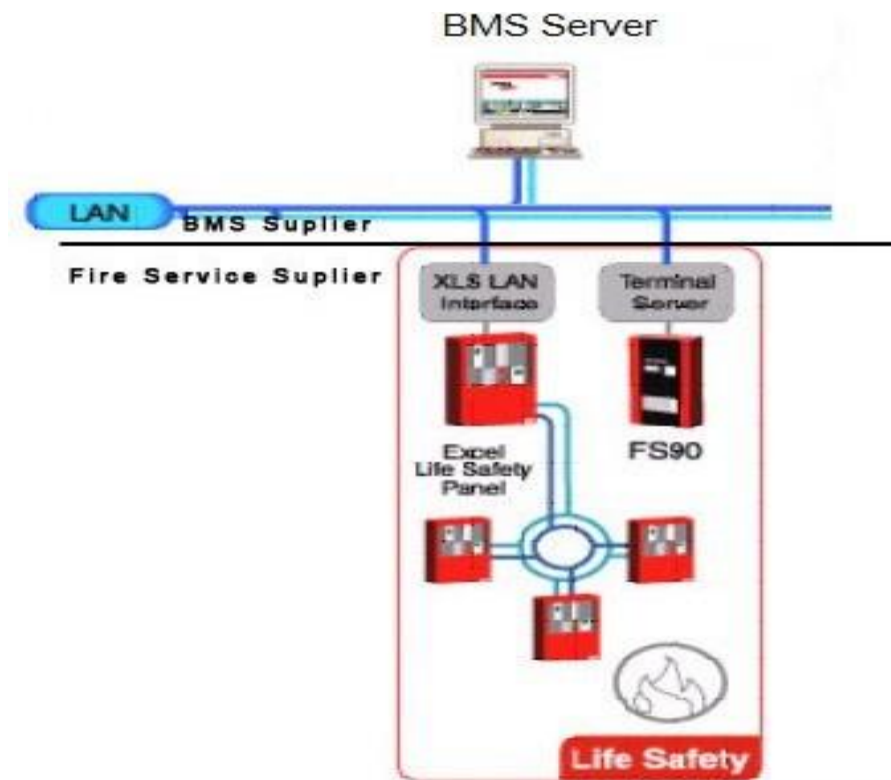 BMS Server
LAN
BMS Suplier
Fire Service Suplier
XLS LAN
Interface
Terminal
Server
Excel
Life Safety
Panel
FS90
Life Safety